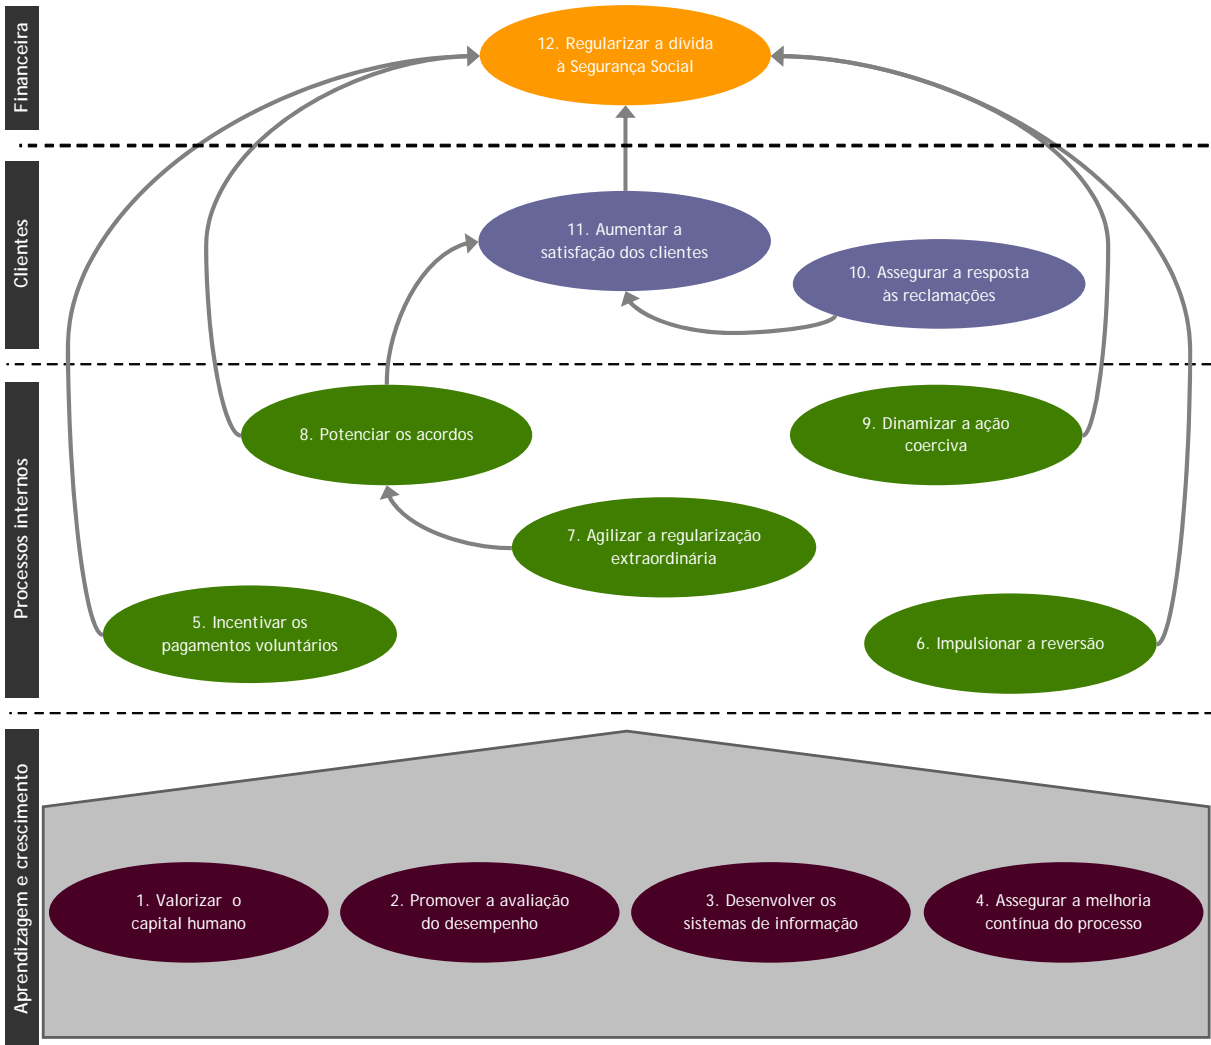 Financeira
12. Regularizar a dívida
à Segurança Social
Clientes
11. Aumentar a
satisfação dos clientes
10. Assegurar a resposta
às reclamações
Processos internos
8. Potenciar os acordos
9. Dinamizar a ação
coerciva
7. Agilizar a regularização
extraordinária
5. Incentivar os
pagamentos voluntários
6. Impulsionar a reversão
Aprendizagem e crescimento
1. Valorizar o
capital humano
2. Promover a avaliação
do desempenho
3. Desenvolver os
sistemas de informação
4. Assegurar a melhoria
contínua do processo